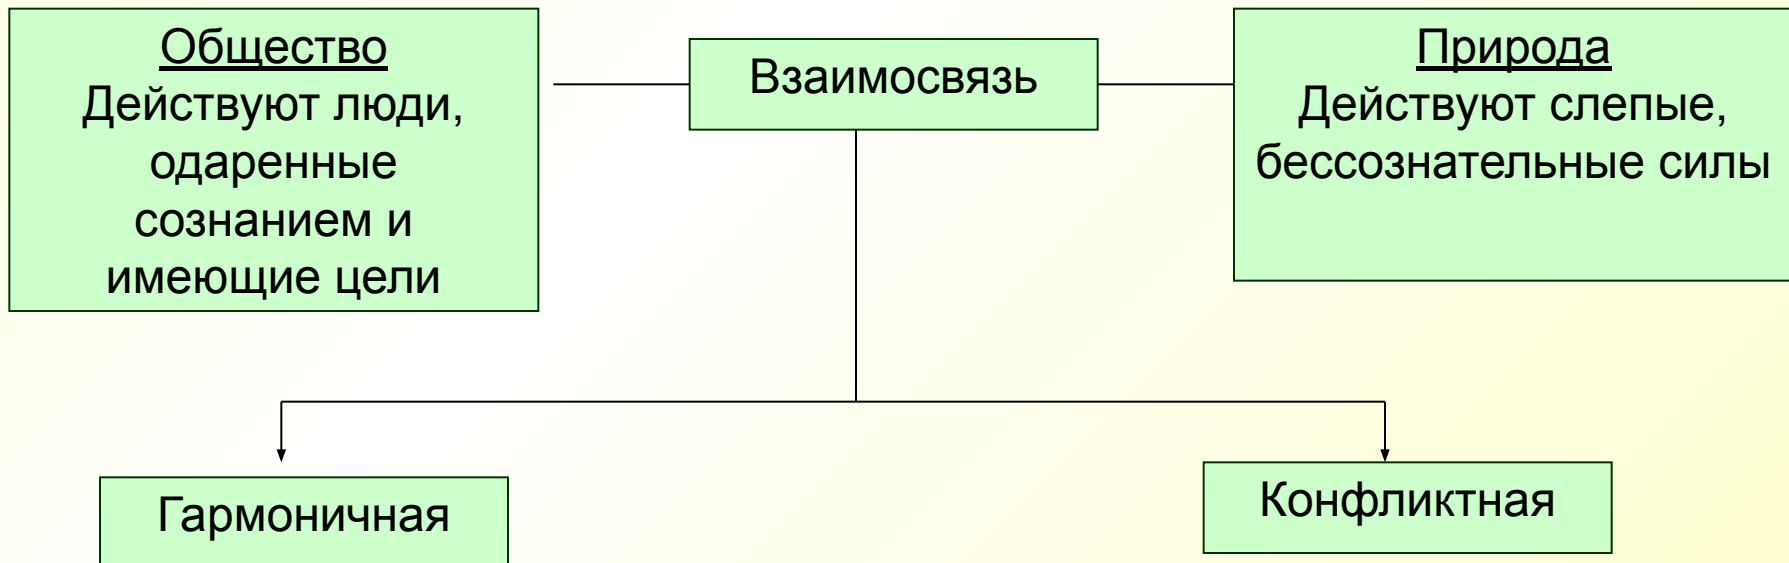 Общество
Действуют люди,
одаренные
сознанием и
имеющие цели
Взаимосвязь
Природа
Действуют слепые,
бессознательные силы
Гармоничная
Конфликтная